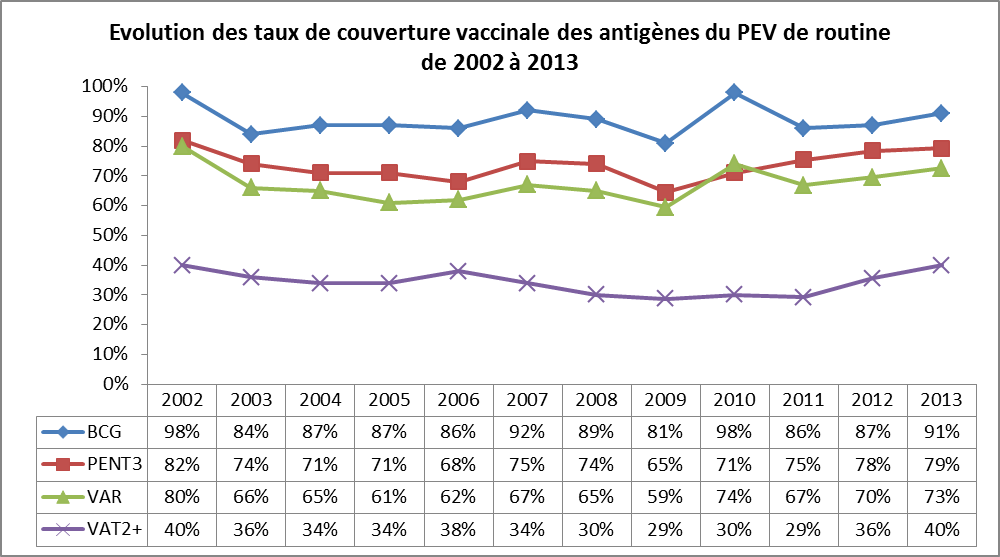 Evolution des taux de couverture vaccinale des antigènes du PEV de routine
de 2002 à 2013
100%
90%
80%
70%
60%
50%
40%
30%
20%
10%
0%
2002 2003 2004 2005 2006 2007 2008 2009 2010 2011 2012 2013
BCG 98% 84% 87% 87% 86% 92% 89% 81% 98% 86% 87% 91%
PENT3 82% 74% 71% 71% 68% 75% 74% 65% 71% 75% 78% 79%
VAR 80% 66% 65% 61% 62% 67% 65% 59% 74% 67% 70% 73%
VAT2+ 40% 36% 34% 34% 38% 34% 30% 29% 30% 29% 36% 40%